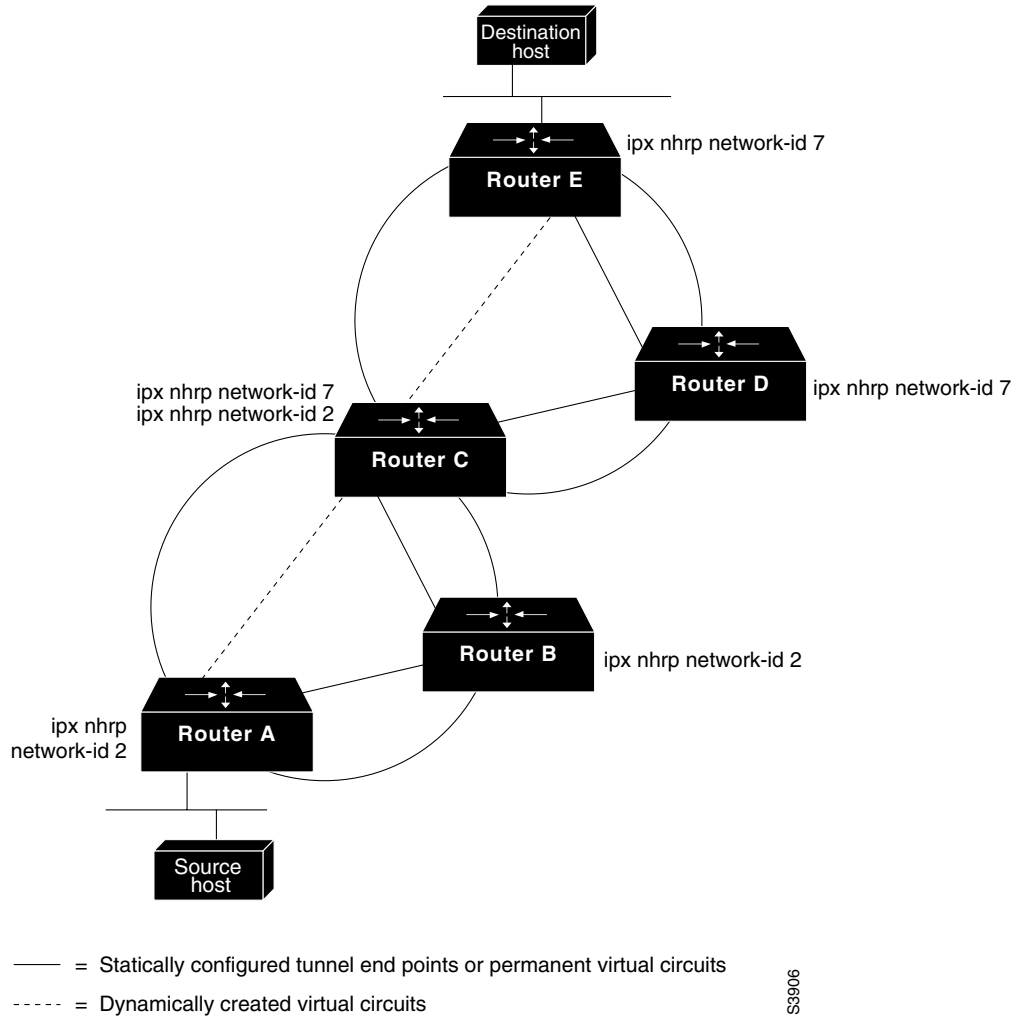 Destination
host
ipx nhrp network-id 7
Router E
Router D
ipx nhrp network-id 7
ipx nhrp network-id 7
ipx nhrp network-id 2
Router C
Router B
ipx nhrp network-id 2
ipx nhrp
network-id 2
Router A
Source
host
= Statically configured tunnel end points or permanent virtual circuits
= Dynamically created virtual circuits
S3906